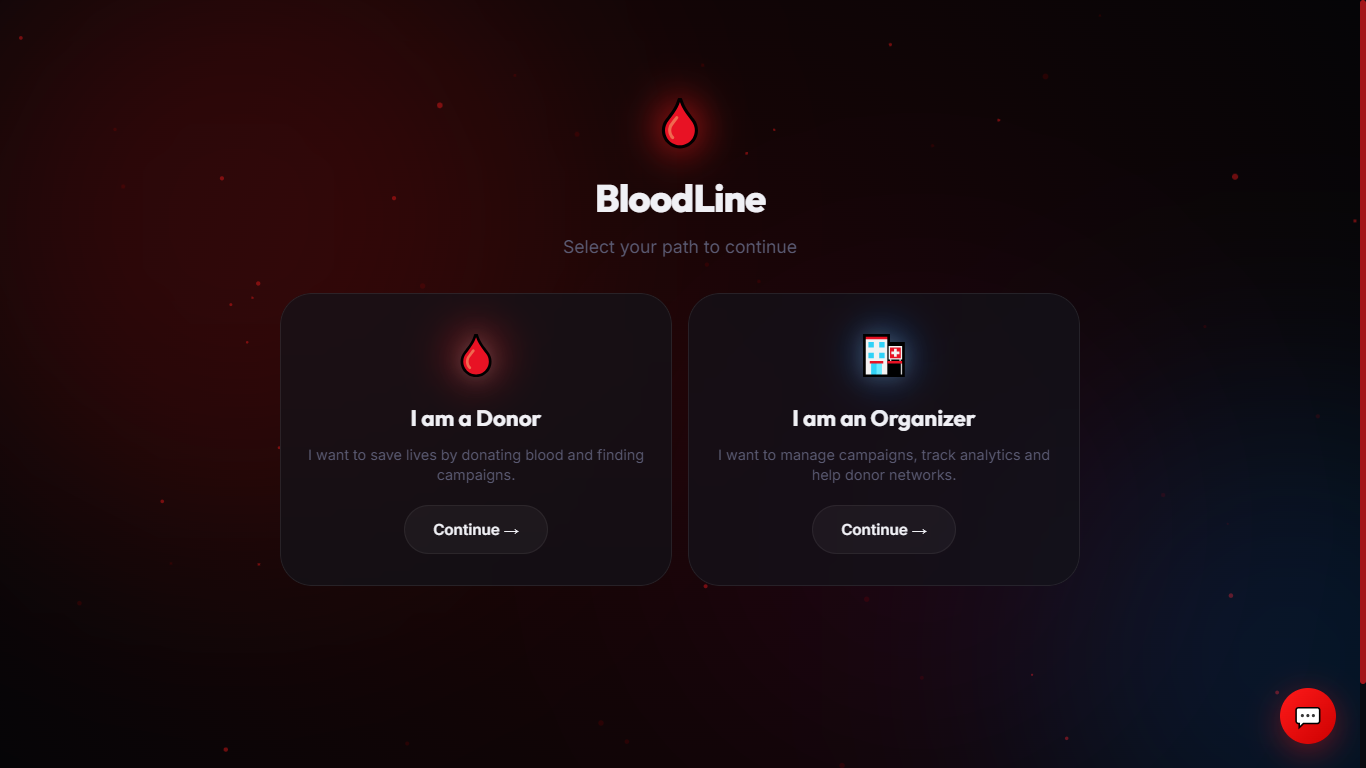 BloodLine
Select your path to continue
I am a Donor
I want to save lives by donating blood and finding
campaigns.
Continue →
I am an Organizer
I want to manage campaigns, track analytics and
help donor networks.
Continue →